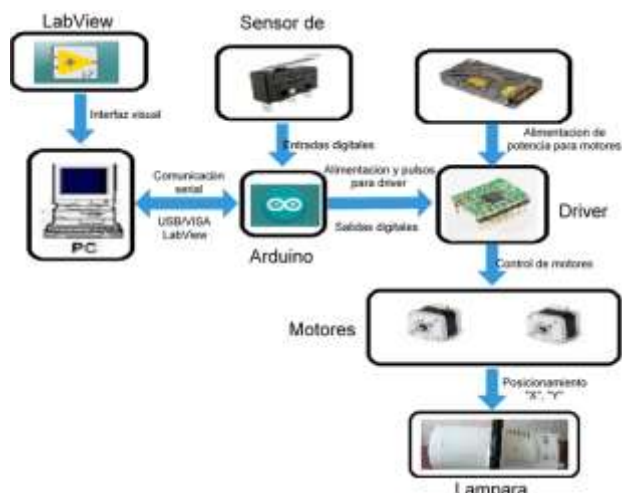 LabView
Sensor de
Interfaz visual
Entradas digitales
Alimentacion de
potencia para motores
Comunicación
serial
USB/VISA
LabView
Alimentacion y pulsos
para driver
Salidas digitales
PC
Arduino
Driver
Control de motores
Motores
Posicionamiento
"X", "Y"
Lampara